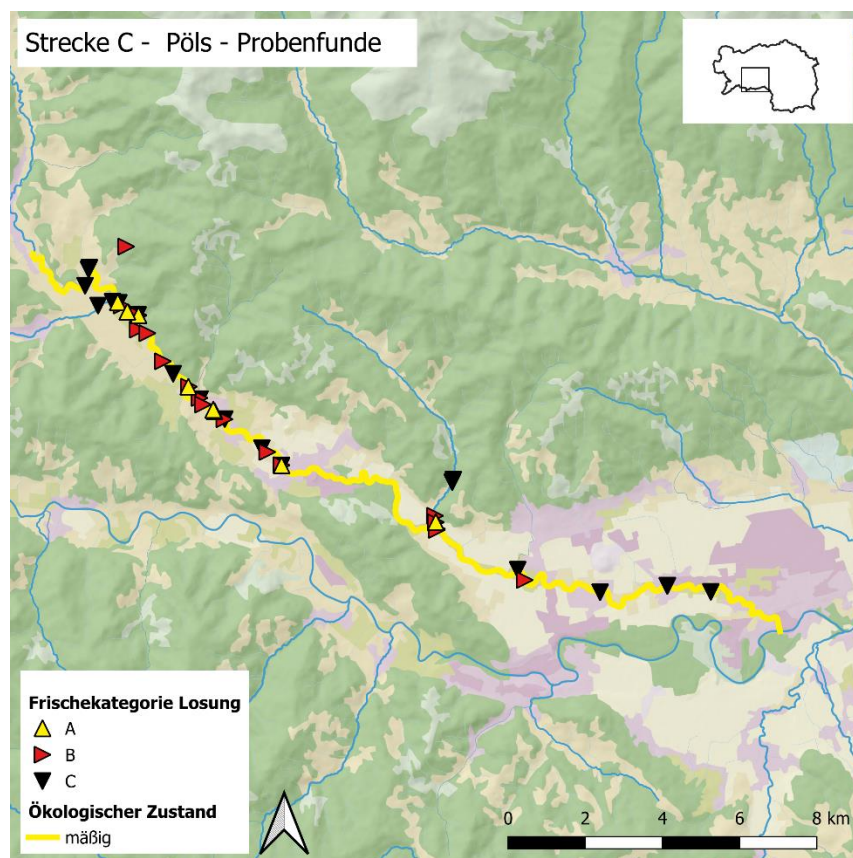 Strecke C - Pöls - Probenfunde
Frischekategorie Losung
A
B
C
Ökologischer Zustand
mäßig
0 2 4 6 8 km